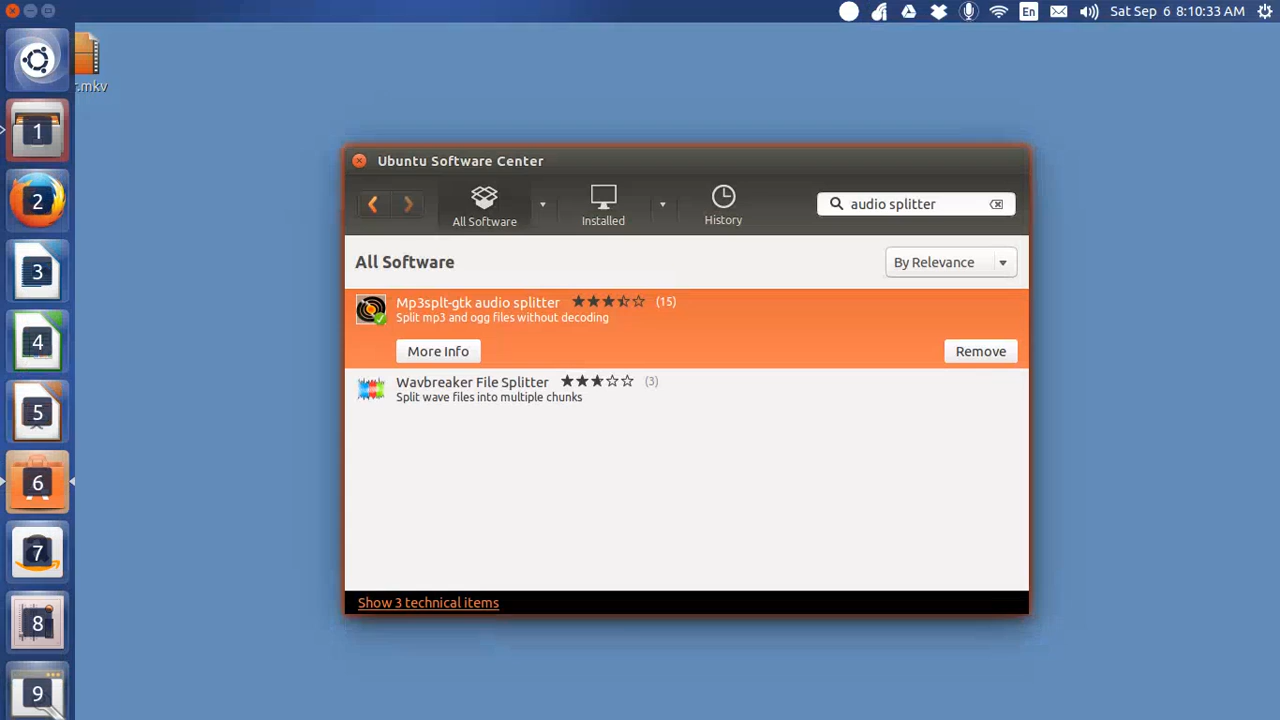 En
Sat Sep 6 8:10:33 AM
r.mkv
1
2
3
4
5
6
7
8
9
Ubuntu Software Center
All Software
Installed
History
audio splitter
All Software
By Relevance
Mp3splt-gtk audio splitter (15)
Split mp3 and ogg files without decoding
More Info
Remove
Wavbreaker File Splitter (3)
Split wave files into multiple chunks
Show 3 technical items